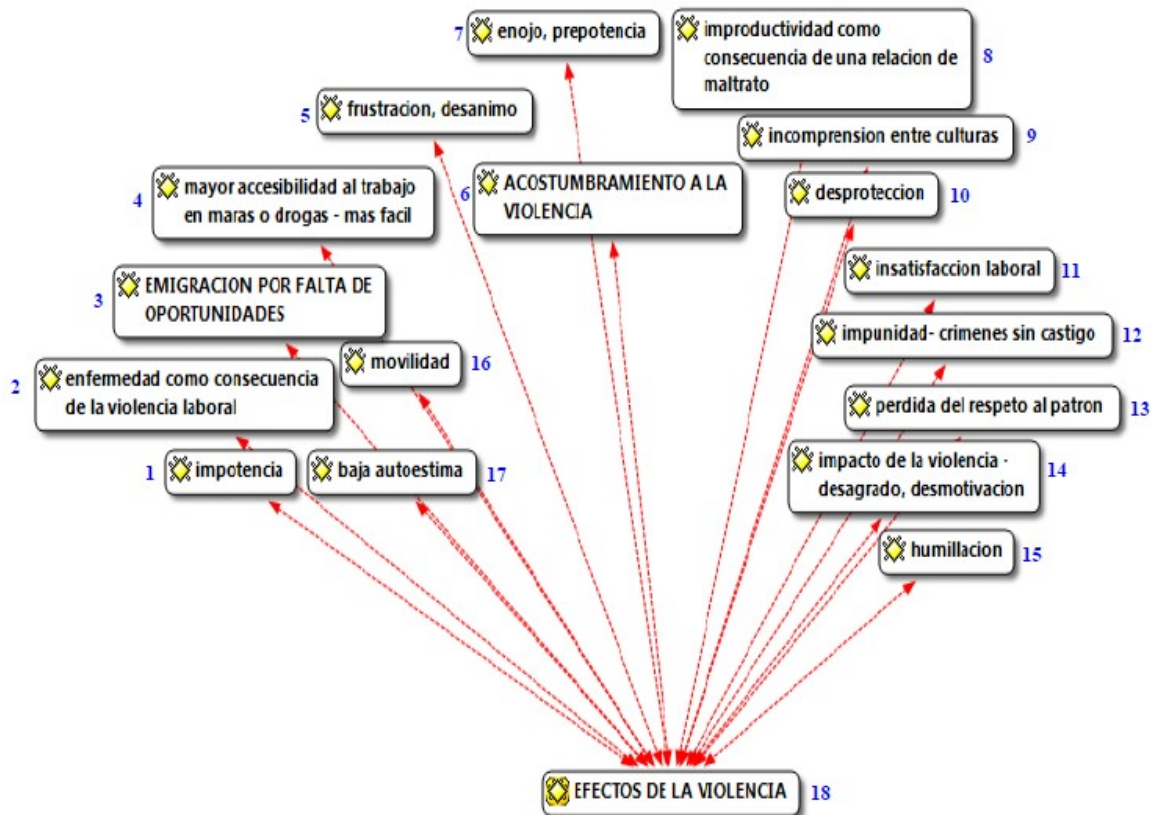 7 enojo, prepotencia
improductividad como
consecuencia de una relacion de
maltrato
8
5 frustracion, desanimo
incomprension entre culturas 9
4 mayor accesibilidad al trabajo
en maras o drogas - mas facil
6 ACOSTUMBRAMIENTO A LA
VIOLENCIA
desproteccion 10
3 EMIGRACION POR FALTA DE
OPORTUNIDADES
insatisfaccion laboral 11
impunidad- crimenes sin castigo 12
movilidad 16
2 enfermedad como consecuencia
de la violencia laboral
perdida del respeto al patron 13
1 impotencia
baja autoestima 17
impacto de la violencia -
desagrado, desmotivacion
14
humillacion 15
EFECTOS DE LA VIOLENCIA 18